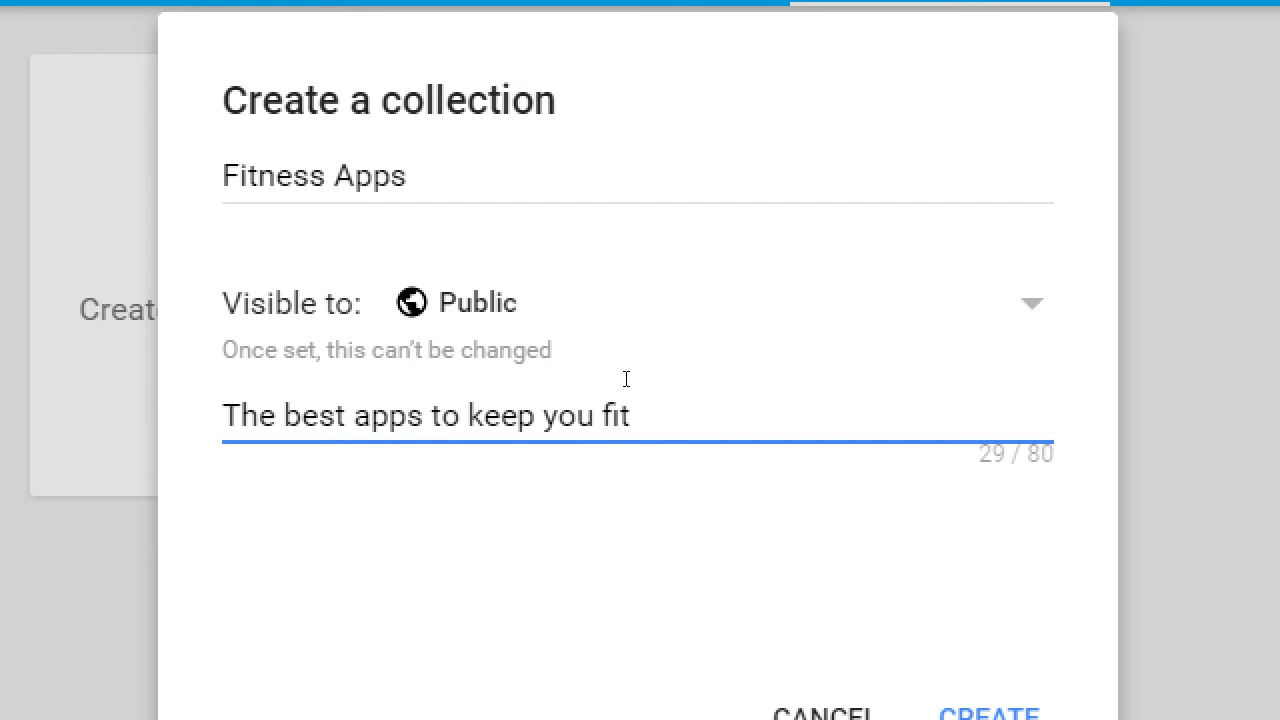 Create a collection
Fitness Apps
Visible to: Public
Once set, this can't be changed
Creat
The best apps to keep you fit
29 / 80
CANCEL CREATE